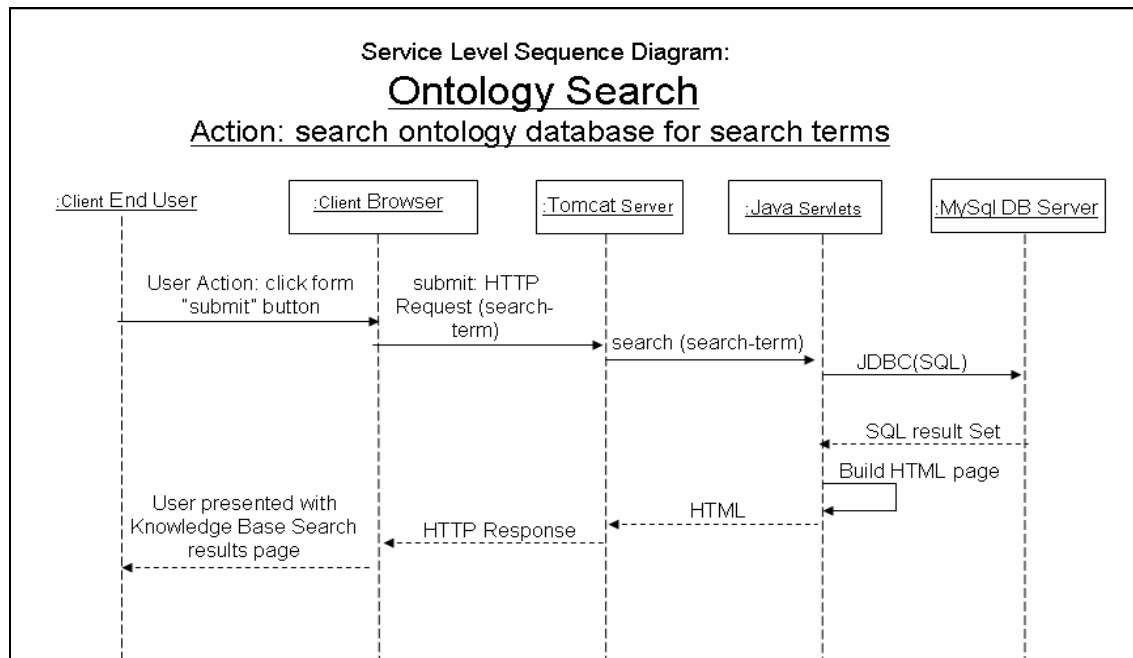 Service Level Sequence Diagram:
Ontology Search
Action: search ontology database for search terms
:Client End User
:Client Browser
:Tomcat Server
:Java Servlets
:MySql DB Server
User Action: click form
"submit" button
submit: HTTP
Request (search-
term)
search (search-term)
JDBC(SQL)
SQL result Set
Build HTML page
HTML
HTTP Response
User presented with
Knowledge Base Search
results page